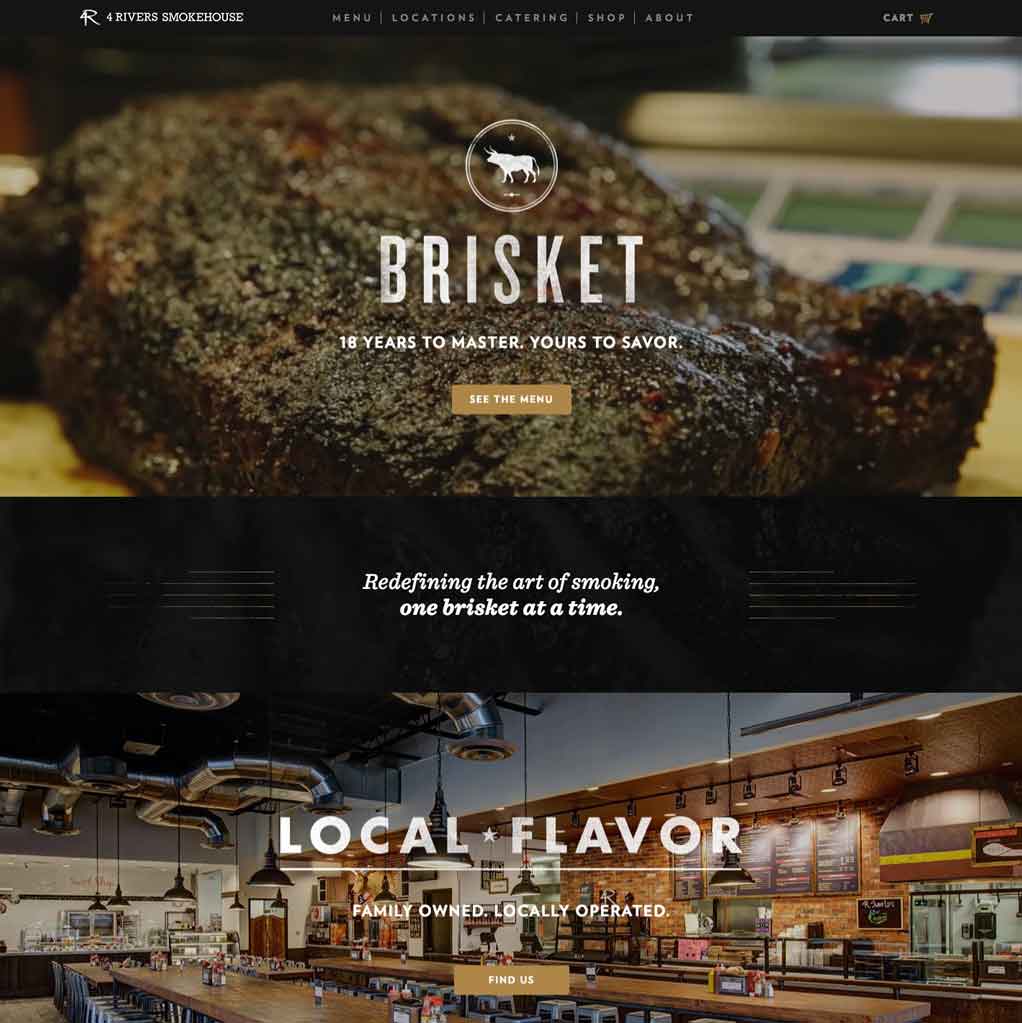 4R 4 RIVERS SMOKEHOUSE
MENU LOCATIONS CATERING SHOP ABOUT
CART
BRISKET
18 YEARS TO MASTER. YOURS TO SAVOR.
SEE THE MENU
Redefining the art of smoking,
one brisket at a time.
LOCAL FLAVOR
FAMILY OWNED. LOCALLY OPERATED.
FIND US